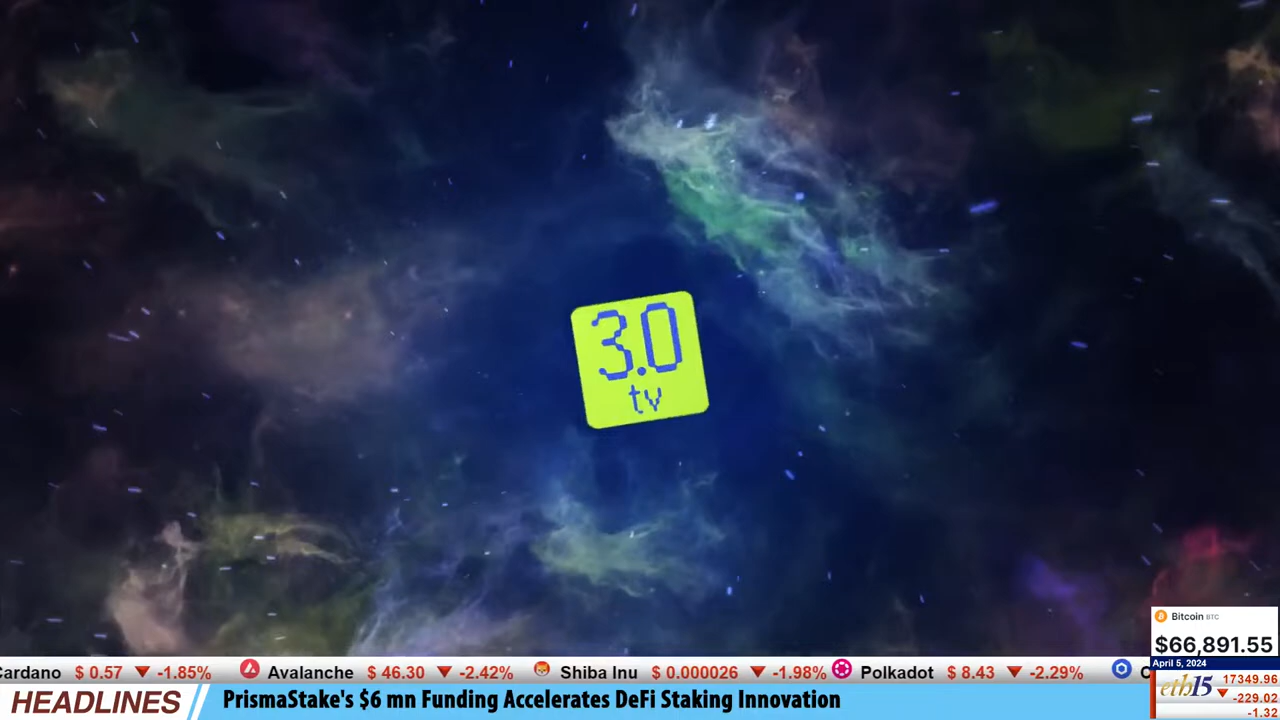 3.0
tv
Bitcoin BTC
$66,891.55
April 5, 2024
Cardano $ 0.57 ▼ -1.85% Avalanche $ 46.30 ▼ -2.42% Shiba Inu $ 0.000026 ▼ -1.98% Polkadot $ 8.43 ▼ -2.29% C
eth15 17349.96
▼ -229.02
-1.32
HEADLINES PrismaStake's $6 mn Funding Accelerates DeFi Staking Innovation